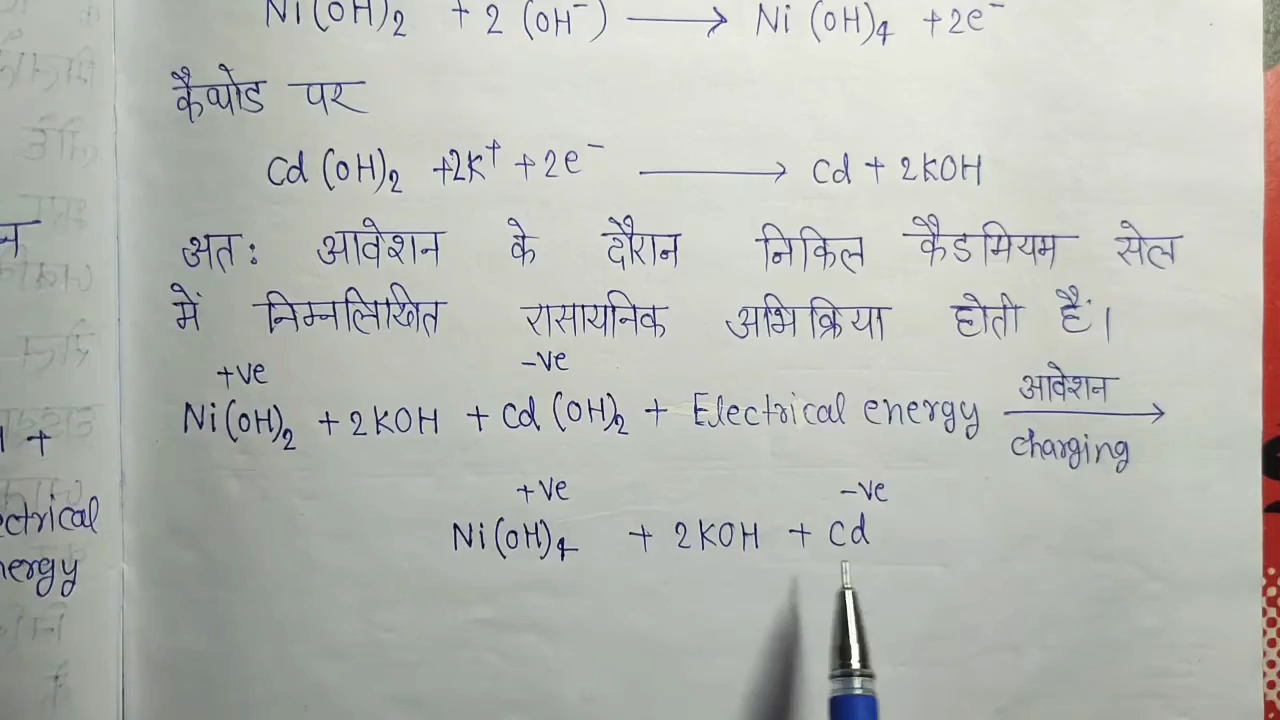 Ni(OH)₂ + 2(OH⁻) ⟶ Ni(OH)₄ + 2e⁻
कैथोड पर
Cd(OH)₂ + 2K⁺ + 2e⁻ ⟶ Cd + 2KOH
अतः आवेशन के दौरान निकिल कैडमियम सेल
में निम्नलिखित रासायनिक अभिक्रिया होती हैं।
+ve -ve
Ni(OH)₂ + 2KOH + Cd(OH)₂ + Electrical energy आवेशन ⟶ charging
+ve -ve
Ni(OH)₄ + 2KOH + Cd